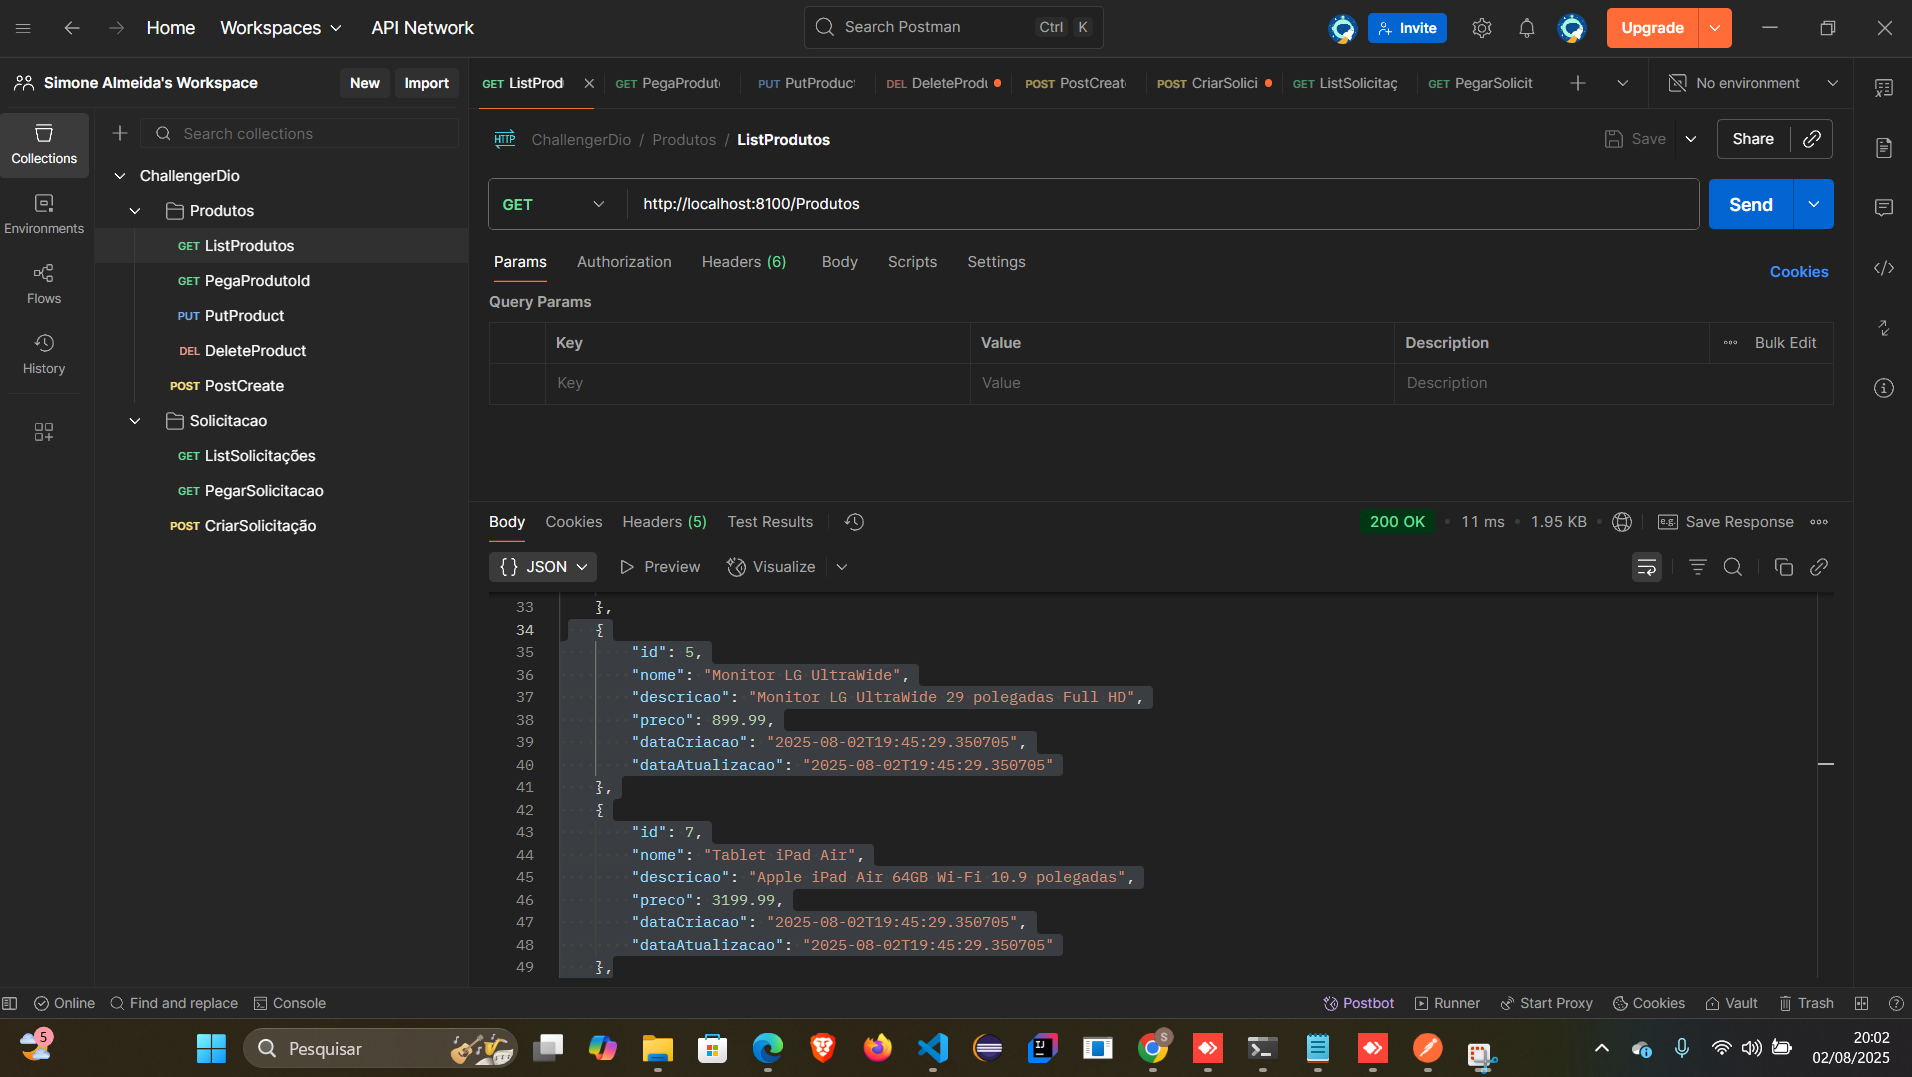 Home
Workspaces
API Network
Search Postman
Ctrl
K
Invite
Upgrade
Simone Almeida's Workspace
New
Import
GET ListProd
GET PegaProdut
PUT PutProduc
DEL DeleteProdu
POST PostCreat
POST CriarSolici
GET ListSolicitaç
GET PegarSolicit
No environment
Collections
Environments
Flows
History
Search collections
ChallengerDio
Produtos
GET ListProdutos
GET PegaProdutoId
PUT PutProduct
DEL DeleteProduct
POST PostCreate
Solicitacao
GET ListSolicitações
GET PegarSolicitacao
POST CriarSolicitação
HTTP
ChallengerDio / Produtos / ListProdutos
Save
Share
GET
http://localhost:8100/Produtos
Send
Params
Authorization
Headers (6)
Body
Scripts
Settings
Cookies
Query Params
Key
Value
Description
Bulk Edit
Key
Value
Description
Body
Cookies
Headers (5)
Test Results
200 OK
11 ms
1.95 KB
e.g.
Save Response
{} JSON
Preview
Visualize
33 },
34 {
35 "id": 5,
36 "nome": "Monitor LG UltraWide",
37 "descricao": "Monitor LG UltraWide 29 polegadas Full HD",
38 "preco": 899.99,
39 "dataCriacao": "2025-08-02T19:45:29.350705",
40 "dataAtualizacao": "2025-08-02T19:45:29.350705"
41 },
42 {
43 "id": 7,
44 "nome": "Tablet iPad Air",
45 "descricao": "Apple iPad Air 64GB Wi-Fi 10.9 polegadas",
46 "preco": 3199.99,
47 "dataCriacao": "2025-08-02T19:45:29.350705",
48 "dataAtualizacao": "2025-08-02T19:45:29.350705"
49 },
Online
Find and replace
Console
Postbot
Runner
Start Proxy
Cookies
Vault
Trash
5
Pesquisar
IJ
S
20:02
02/08/2025